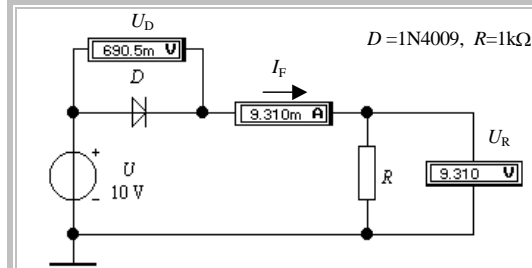 U_D
690.5m V
D =1N4009, R=1kΩ
D
I_F
9.310m A
U_R
+
U
10 V
-
R
9.310 V